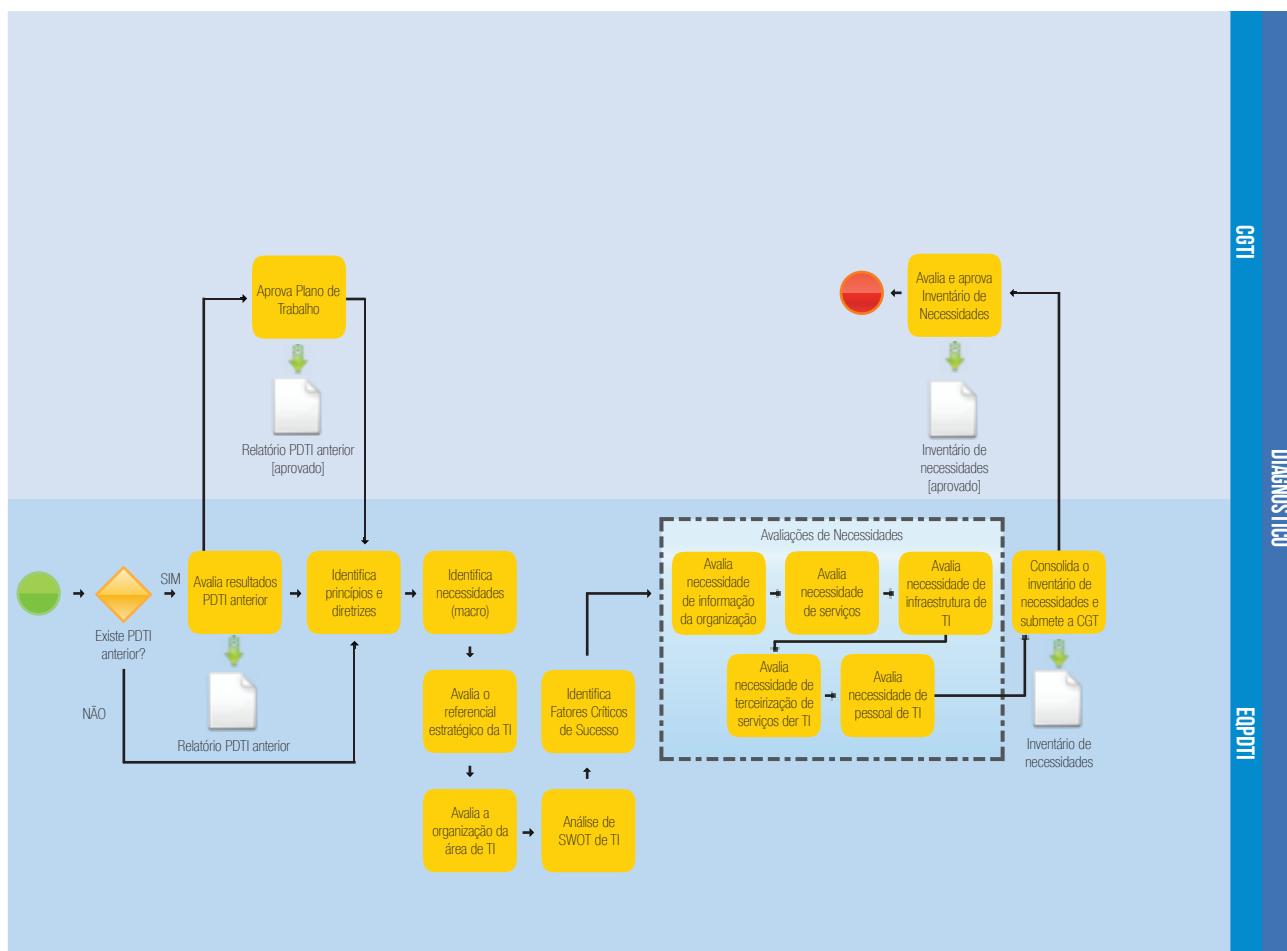 Aprova Plano de
Trabalho
Relatório PDTI anterior
[aprovado]
Avalia e aprova
Inventário de
Necessidades
Inventário de
necessidades
[aprovado]
CGTI
DIAGNÓSTICO
EQPDTI
Existe PDTI
anterior?
SIM
NÃO
Avalia resultados
PDTI anterior
Relatório PDTI anterior
Identifica
princípios e
diretrizes
Identifica
necessidades
(macro)
Avalia o
referencial
estratégico da TI
Avalia a
organização da
área de TI
Análise de
SWOT de TI
Identifica
Fatores Críticos
de Sucesso
Avaliações de Necessidades
Avalia
necessidade
de informação
da organização
Avalia
necessidade
de serviços
Avalia
necessidade de
infraestrutura de
TI
Avalia
necessidade de
terceirização de
serviços der TI
Avalia
necessidade de
pessoal de TI
Consolida o
inventário de
necessidades e
submete a CGT
Inventário de
necessidades